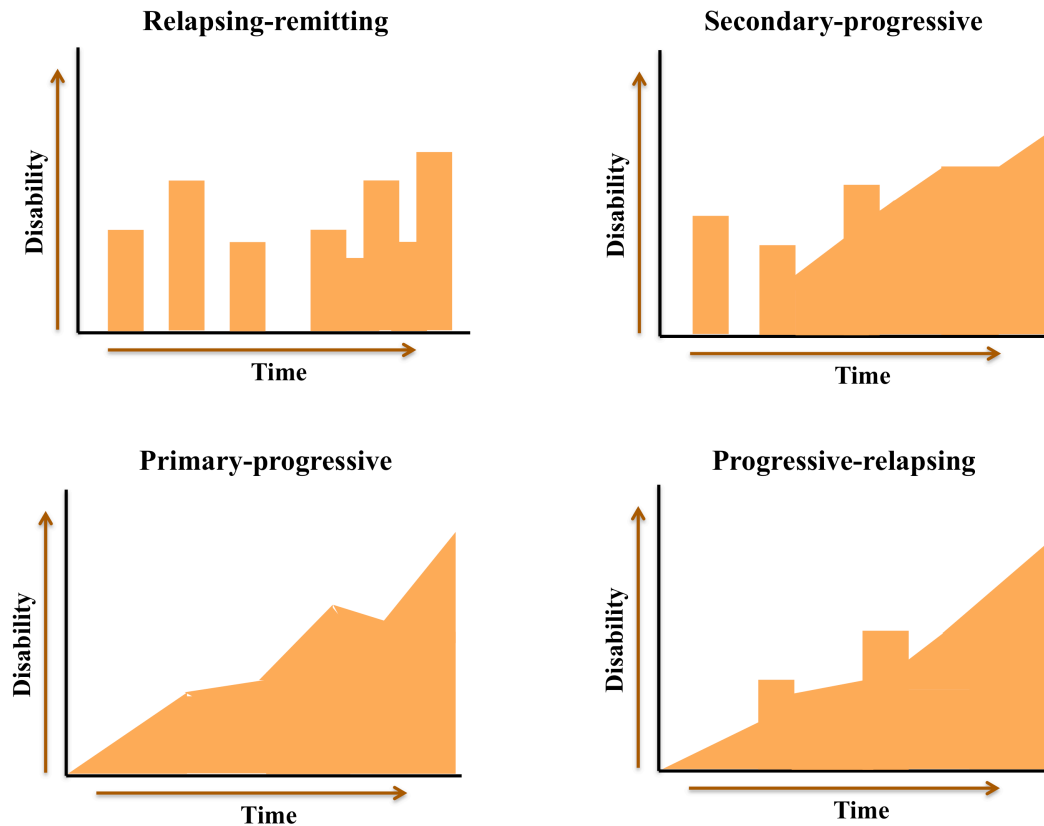 Relapsing-remitting
Disability
Time
Secondary-progressive
Disability
Time
Primary-progressive
Disability
Time
Progressive-relapsing
Disability
Time